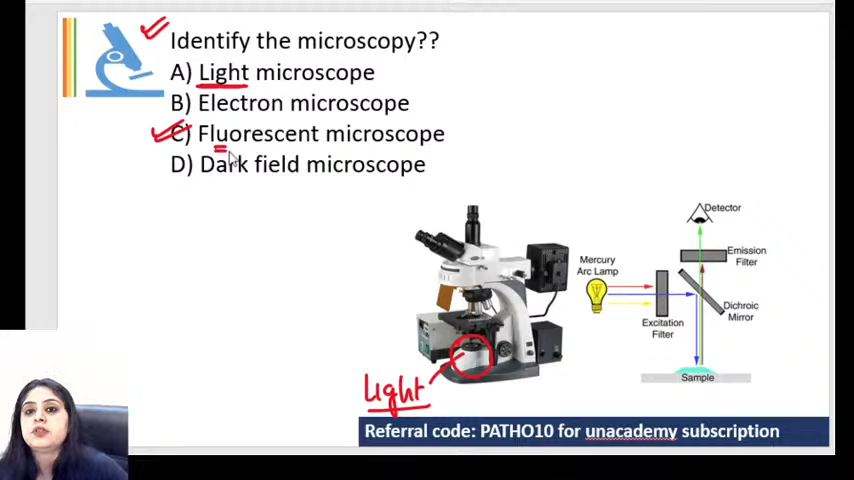 Identify the microscopy??
A) Light microscope
B) Electron microscope
C) Fluorescent microscope
D) Dark field microscope
Detector
Emission
Filter
Mercury
Arc Lamp
Dichroic
Mirror
Excitation
Filter
Sample
Light
Referral code: PATHO10 for unacademy subscription